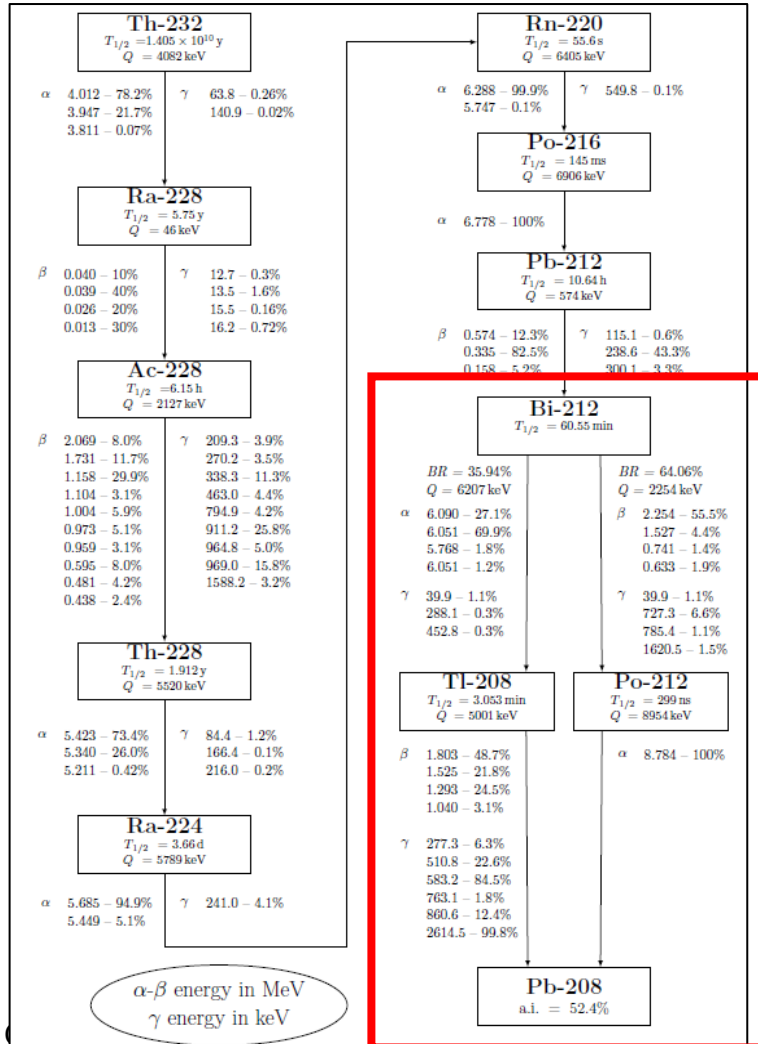 Th-232
T1/2 = 1.405 × 10^10 y
Q = 4082 keV
α 4.012 – 78.2% γ 63.8 – 0.26%
3.947 – 21.7% 140.9 – 0.02%
3.811 – 0.07%
Ra-228
T1/2 = 5.75 y
Q = 46 keV
β 0.040 – 10% γ 12.7 – 0.3%
0.039 – 40% 13.5 – 1.6%
0.026 – 20% 15.5 – 0.16%
0.013 – 30% 16.2 – 0.72%
Ac-228
T1/2 =6.15 h
Q = 2127 keV
β 2.069 – 8.0% γ 209.3 – 3.9%
1.731 – 11.7% 270.2 – 3.5%
1.158 – 29.9% 338.3 – 11.3%
1.104 – 3.1% 463.0 – 4.4%
1.004 – 5.9% 794.9 – 4.2%
0.973 – 5.1% 911.2 – 25.8%
0.959 – 3.1% 964.8 – 5.0%
0.595 – 8.0% 969.0 – 15.8%
0.481 – 4.2% 1588.2 – 3.2%
0.438 – 2.4%
Th-228
T1/2 = 1.912 y
Q = 5520 keV
α 5.423 – 73.4% γ 84.4 – 1.2%
5.340 – 26.0% 166.4 – 0.1%
5.211 – 0.42% 216.0 – 0.2%
Ra-224
T1/2 = 3.66 d
Q = 5789 keV
α 5.685 – 94.9% γ 241.0 – 4.1%
5.449 – 5.1%
α-β energy in MeV
γ energy in keV
Rn-220
T1/2 = 55.6 s
Q = 6405 keV
α 6.288 – 99.9% γ 549.8 – 0.1%
5.747 – 0.1%
Po-216
T1/2 = 145 ms
Q = 6906 keV
α 6.778 – 100%
Pb-212
T1/2 = 10.64 h
Q = 574 keV
β 0.574 – 12.3% γ 115.1 – 0.6%
0.335 – 82.5% 238.6 – 43.3%
0.158 – 5.2% 300.1 – 3.3%
Bi-212
T1/2 = 60.55 min
BR = 35.94% BR = 64.06%
Q = 6207 keV Q = 2254 keV
α 6.090 – 27.1% β 2.254 – 55.5%
6.051 – 69.9% 1.527 – 4.4%
5.768 – 1.8% 0.741 – 1.4%
6.051 – 1.2% 0.633 – 1.9%
γ 39.9 – 1.1% γ 39.9 – 1.1%
288.1 – 0.3% 727.3 – 6.6%
452.8 – 0.3% 785.4 – 1.1%
1620.5 – 1.5%
Tl-208 Po-212
T1/2 = 3.053 min T1/2 = 299 ns
Q = 5001 keV Q = 8954 keV
β 1.803 – 48.7% α 8.784 – 100%
1.525 – 21.8%
1.293 – 24.5%
1.040 – 3.1%
γ 277.3 – 6.3%
510.8 – 22.6%
583.2 – 84.5%
763.1 – 1.8%
860.6 – 12.4%
2614.5 – 99.8%
Pb-208
a.i. = 52.4%